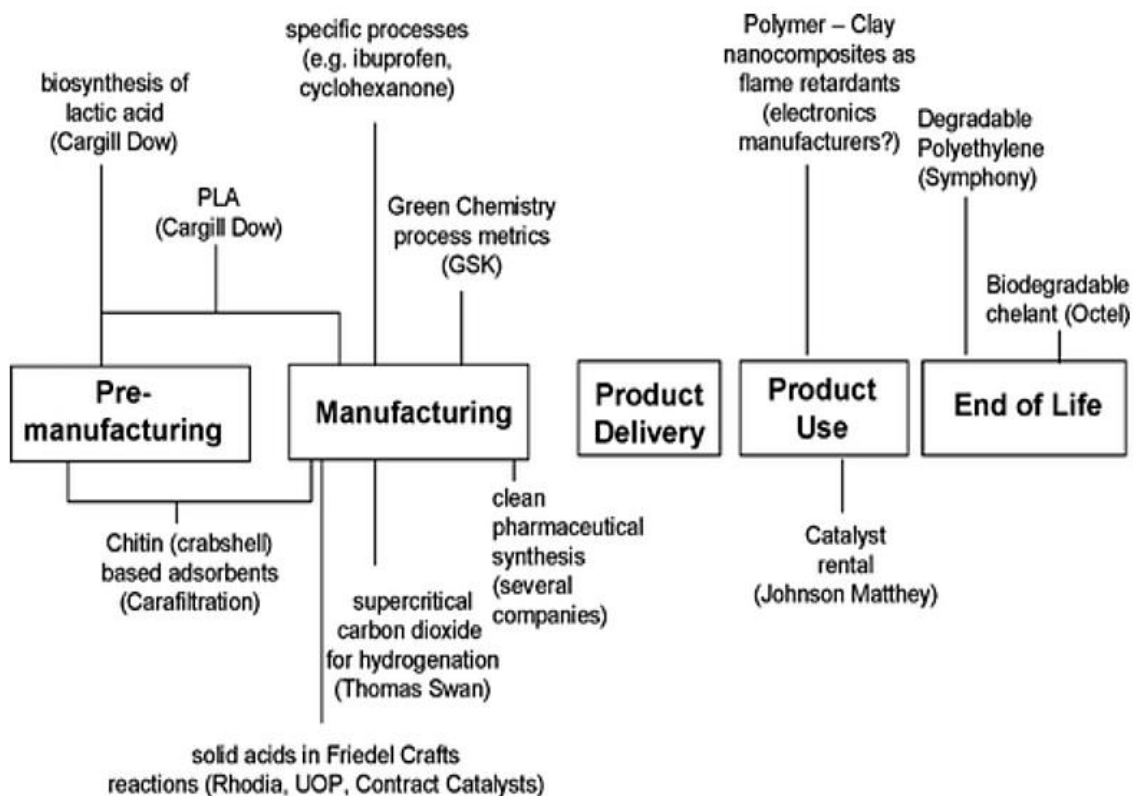 specific processes
(e.g. ibuprofen,
cyclohexanone)
Polymer – Clay
nanocomposites as
flame retardants
(electronics
manufacturers?)
biosynthesis of
lactic acid
(Cargill Dow)
Degradable
Polyethylene
(Symphony)
PLA
(Cargill Dow)
Green Chemistry
process metrics
(GSK)
Biodegradable
chelant (Octel)
Pre-
manufacturing
Manufacturing
Product
Delivery
Product
Use
End of Life
Chitin (crabshell)
based adsorbents
(Carafiltration)
supercritical
carbon dioxide
for hydrogenation
(Thomas Swan)
clean
pharmaceutical
synthesis
(several
companies)
Catalyst
rental
(Johnson Matthey)
solid acids in Friedel Crafts
reactions (Rhodia, UOP, Contract Catalysts)